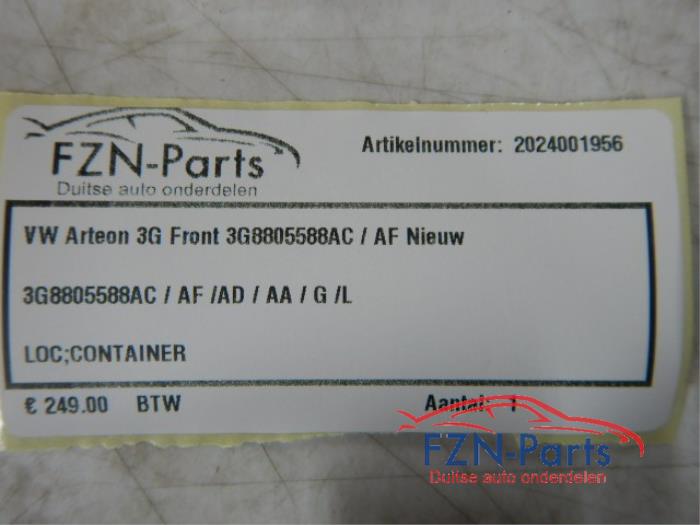 FZN-Parts
Duitse auto onderdelen
Artikelnummer: 2024001956
VW Arteon 3G Front 3G8805588AC / AF Nieuw
3G8805588AC / AF /AD / AA / G /L
LOC;CONTAINER
€ 249.00 BTW
Aantal: 1
FZN-Parts
Duitse auto onderdelen